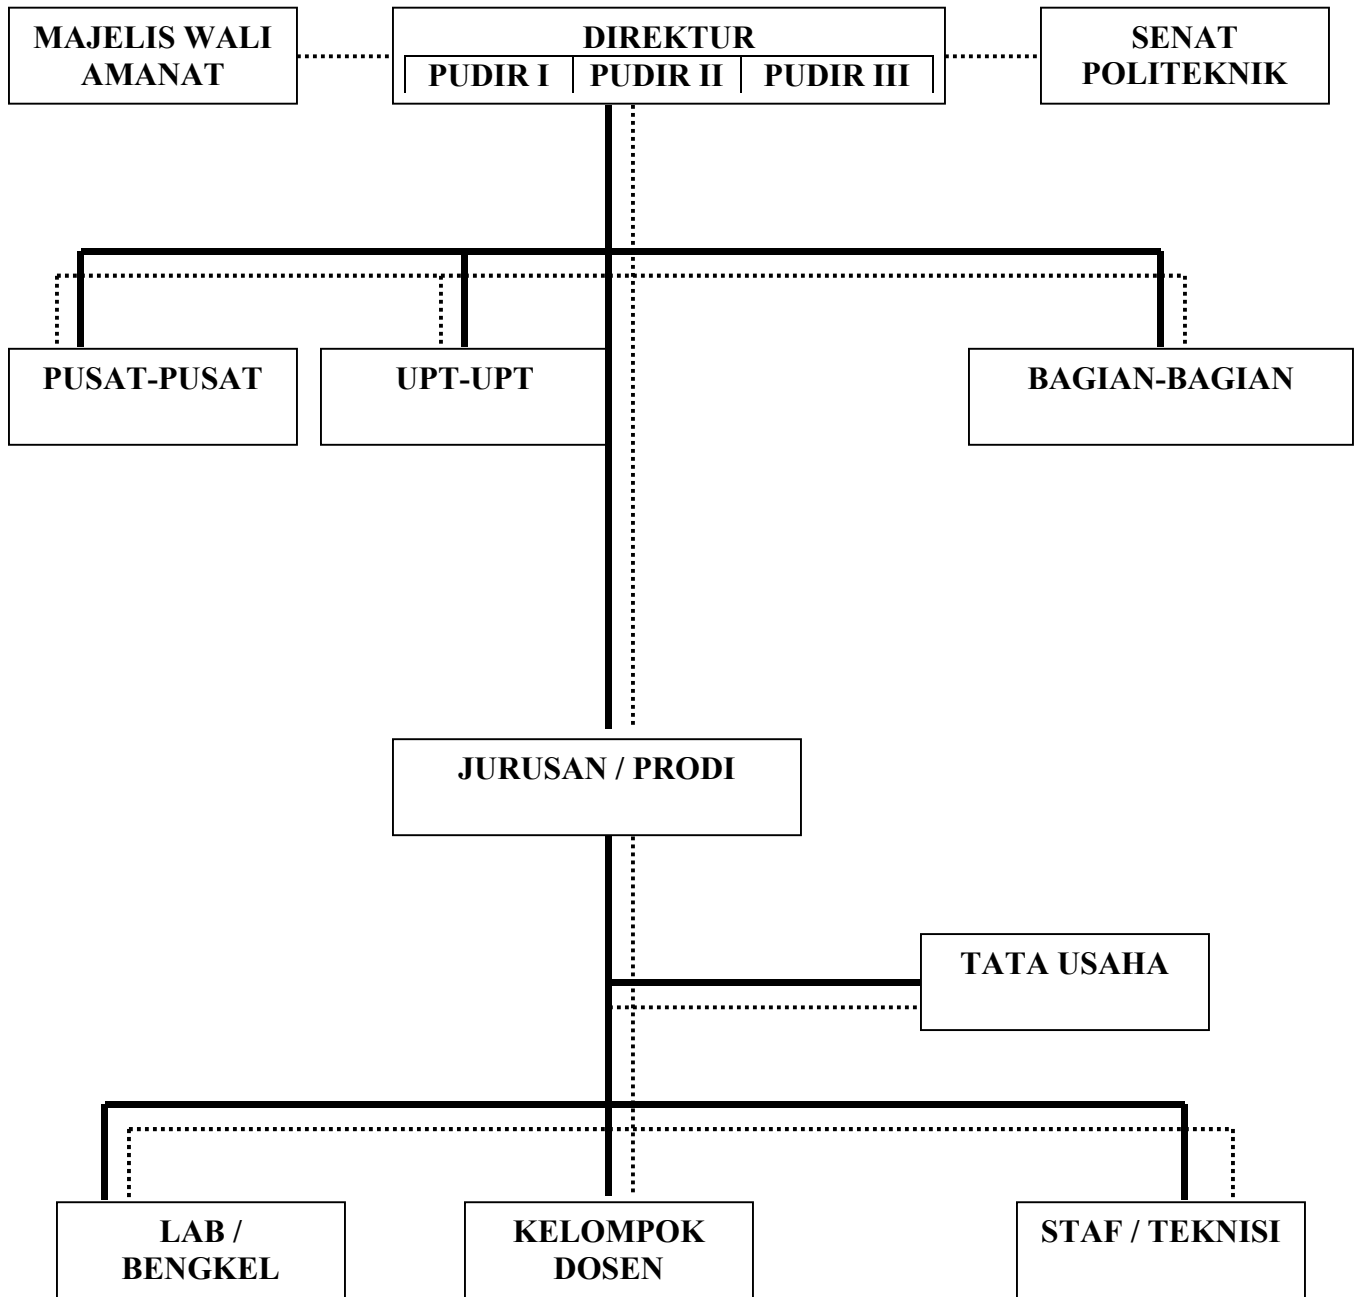 MAJELIS WALI
AMANAT
DIREKTUR
PUDIR I
PUDIR II
PUDIR III
SENAT
POLITEKNIK
PUSAT-PUSAT
UPT-UPT
BAGIAN-BAGIAN
JURUSAN / PRODI
TATA USAHA
LAB /
BENGKEL
KELOMPOK
DOSEN
STAF / TEKNISI